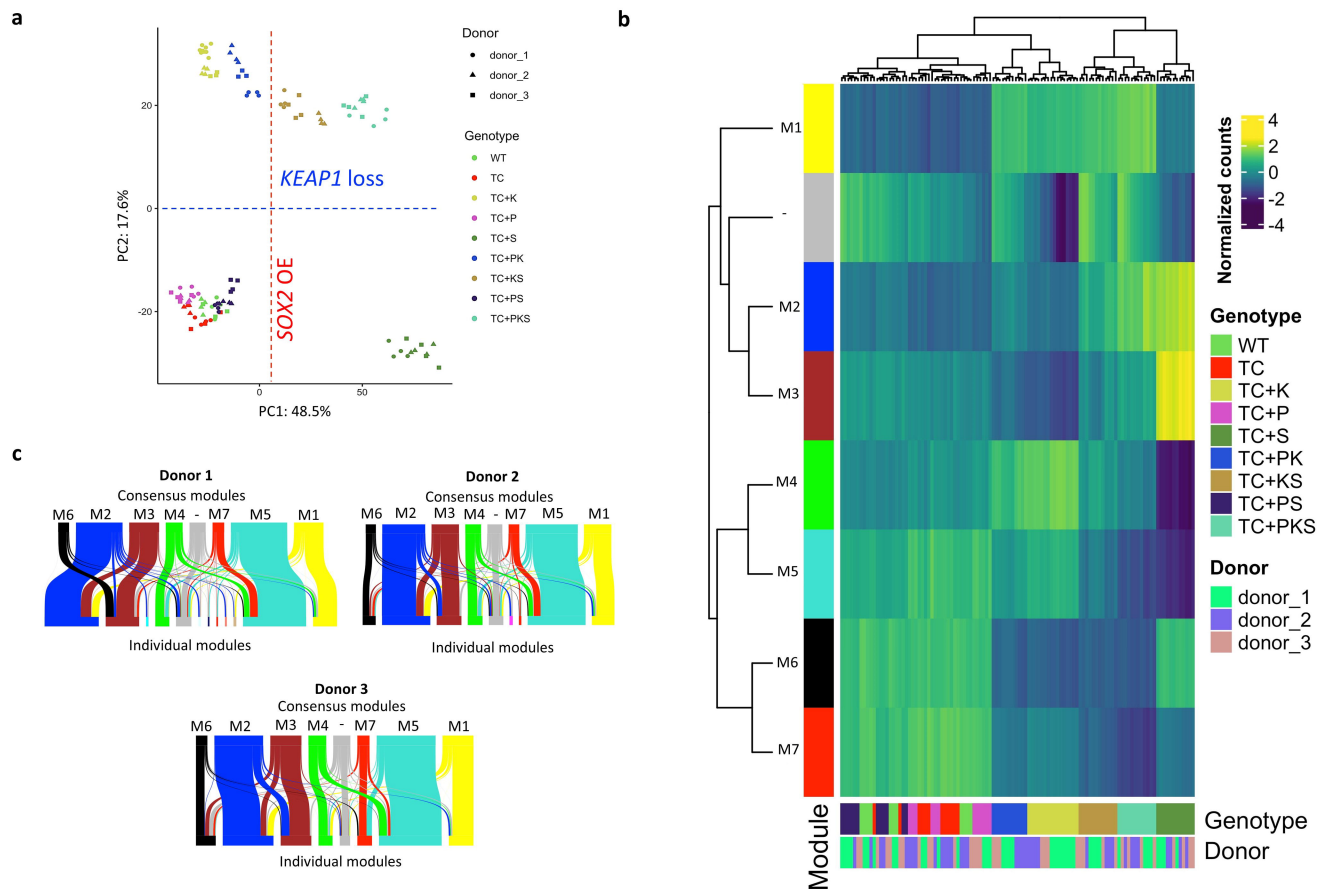 a
Donor
donor_1
donor_2
donor_3
Genotype
WT
TC
TC+K
TC+P
TC+S
TC+PK
TC+KS
TC+PS
TC+PKS
20
0
-20
PC2: 17.6%
KEAP1 loss
SOX2 OE
0
50
PC1: 48.5%
b
M1
-
M2
M3
M4
M5
M6
M7
Module
Genotype
Donor
Normalized counts
4
2
0
-2
-4
Genotype
WT
TC
TC+K
TC+P
TC+S
TC+PK
TC+KS
TC+PS
TC+PKS
Donor
donor_1
donor_2
donor_3
c
Donor 1
Consensus modules
M6 M2 M3 M4 - M7 M5 M1
Individual modules
Donor 2
Consensus modules
M6 M2 M3 M4 - M7 M5 M1
Individual modules
Donor 3
Consensus modules
M6 M2 M3 M4 - M7 M5 M1
Individual modules